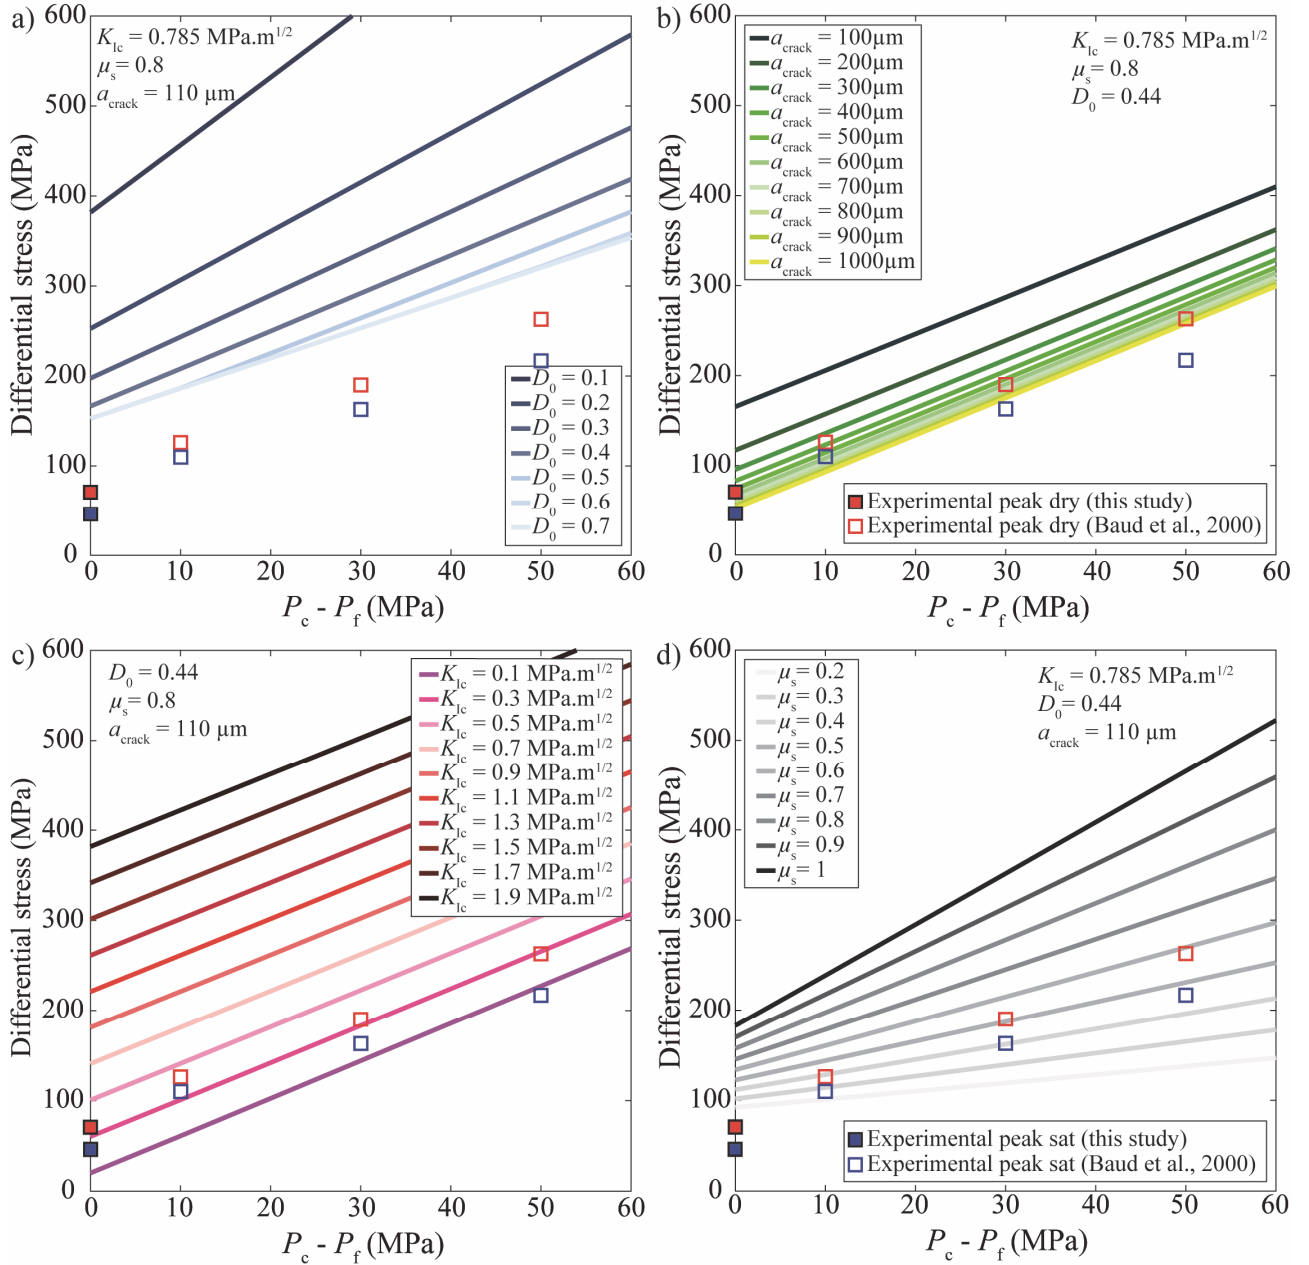 a)
K_Ic = 0.785 MPa.m^1/2
μ_s = 0.8
a_crack = 110 μm
Differential stress (MPa)
600
500
400
300
200
100
0
D_0 = 0.1
D_0 = 0.2
D_0 = 0.3
D_0 = 0.4
D_0 = 0.5
D_0 = 0.6
D_0 = 0.7
0 10 20 30 40 50 60
P_c - P_f (MPa)
b)
a_crack = 100μm
a_crack = 200μm
a_crack = 300μm
a_crack = 400μm
a_crack = 500μm
a_crack = 600μm
a_crack = 700μm
a_crack = 800μm
a_crack = 900μm
a_crack = 1000μm
K_Ic = 0.785 MPa.m^1/2
μ_s = 0.8
D_0 = 0.44
Differential stress (MPa)
600
500
400
300
200
100
0
Experimental peak dry (this study)
Experimental peak dry (Baud et al., 2000)
0 10 20 30 40 50 60
P_c - P_f (MPa)
c)
D_0 = 0.44
μ_s = 0.8
a_crack = 110 μm
Differential stress (MPa)
600
500
400
300
200
100
0
K_Ic = 0.1 MPa.m^1/2
K_Ic = 0.3 MPa.m^1/2
K_Ic = 0.5 MPa.m^1/2
K_Ic = 0.7 MPa.m^1/2
K_Ic = 0.9 MPa.m^1/2
K_Ic = 1.1 MPa.m^1/2
K_Ic = 1.3 MPa.m^1/2
K_Ic = 1.5 MPa.m^1/2
K_Ic = 1.7 MPa.m^1/2
K_Ic = 1.9 MPa.m^1/2
0 10 20 30 40 50 60
P_c - P_f (MPa)
d)
μ_s = 0.2
μ_s = 0.3
μ_s = 0.4
μ_s = 0.5
μ_s = 0.6
μ_s = 0.7
μ_s = 0.8
μ_s = 0.9
μ_s = 1
K_Ic = 0.785 MPa.m^1/2
D_0 = 0.44
a_crack = 110 μm
Differential stress (MPa)
600
500
400
300
200
100
0
Experimental peak sat (this study)
Experimental peak sat (Baud et al., 2000)
0 10 20 30 40 50 60
P_c - P_f (MPa)